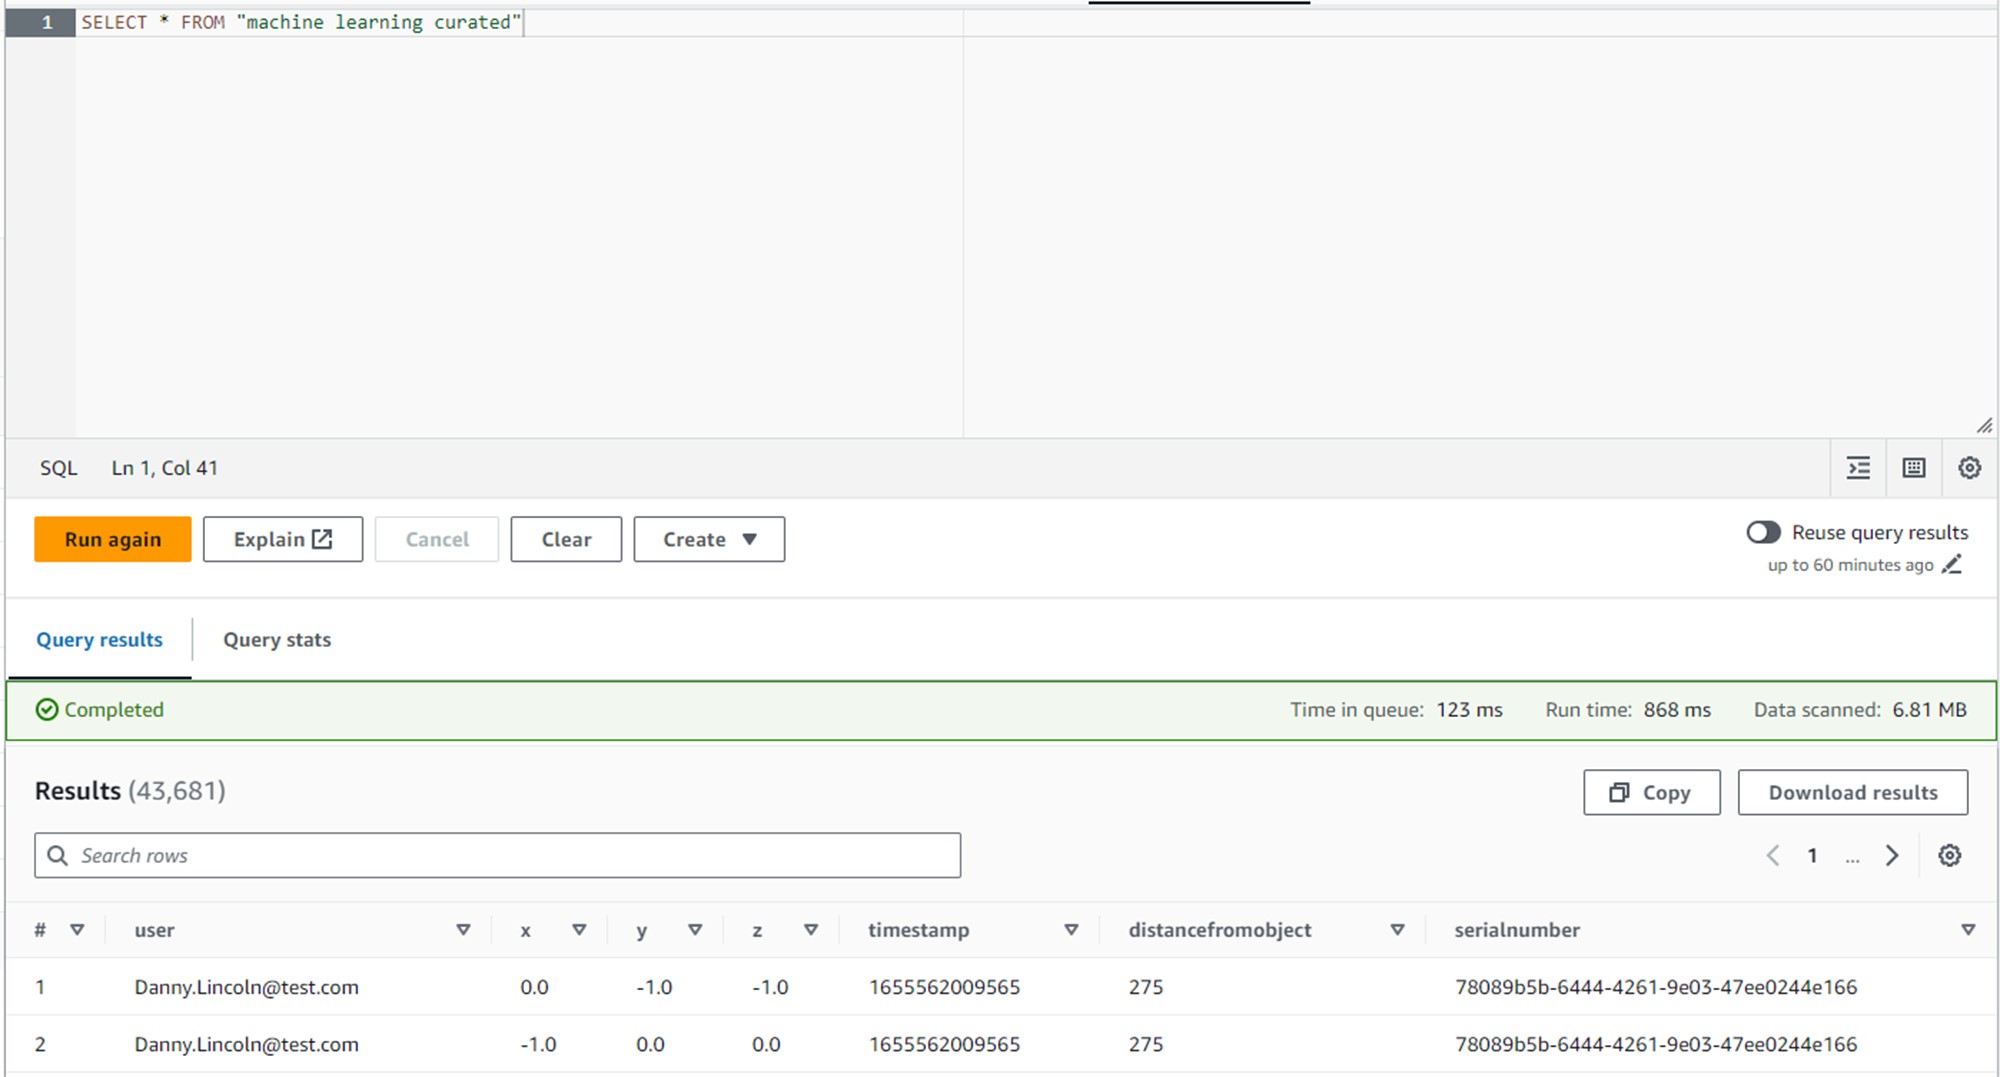 1 SELECT * FROM "machine learning curated"
SQL Ln 1, Col 41
Run again Explain Cancel Clear Create Reuse query results
up to 60 minutes ago
Query results Query stats
Completed Time in queue: 123 ms Run time: 868 ms Data scanned: 6.81 MB
Results (43,681) Copy Download results
Search rows 1 ...
# user x y z timestamp distancefromobject serialnumber
1 Danny.Lincoln@test.com 0.0 -1.0 -1.0 1655562009565 275 78089b5b-6444-4261-9e03-47ee0244e166
2 Danny.Lincoln@test.com -1.0 0.0 0.0 1655562009565 275 78089b5b-6444-4261-9e03-47ee0244e166